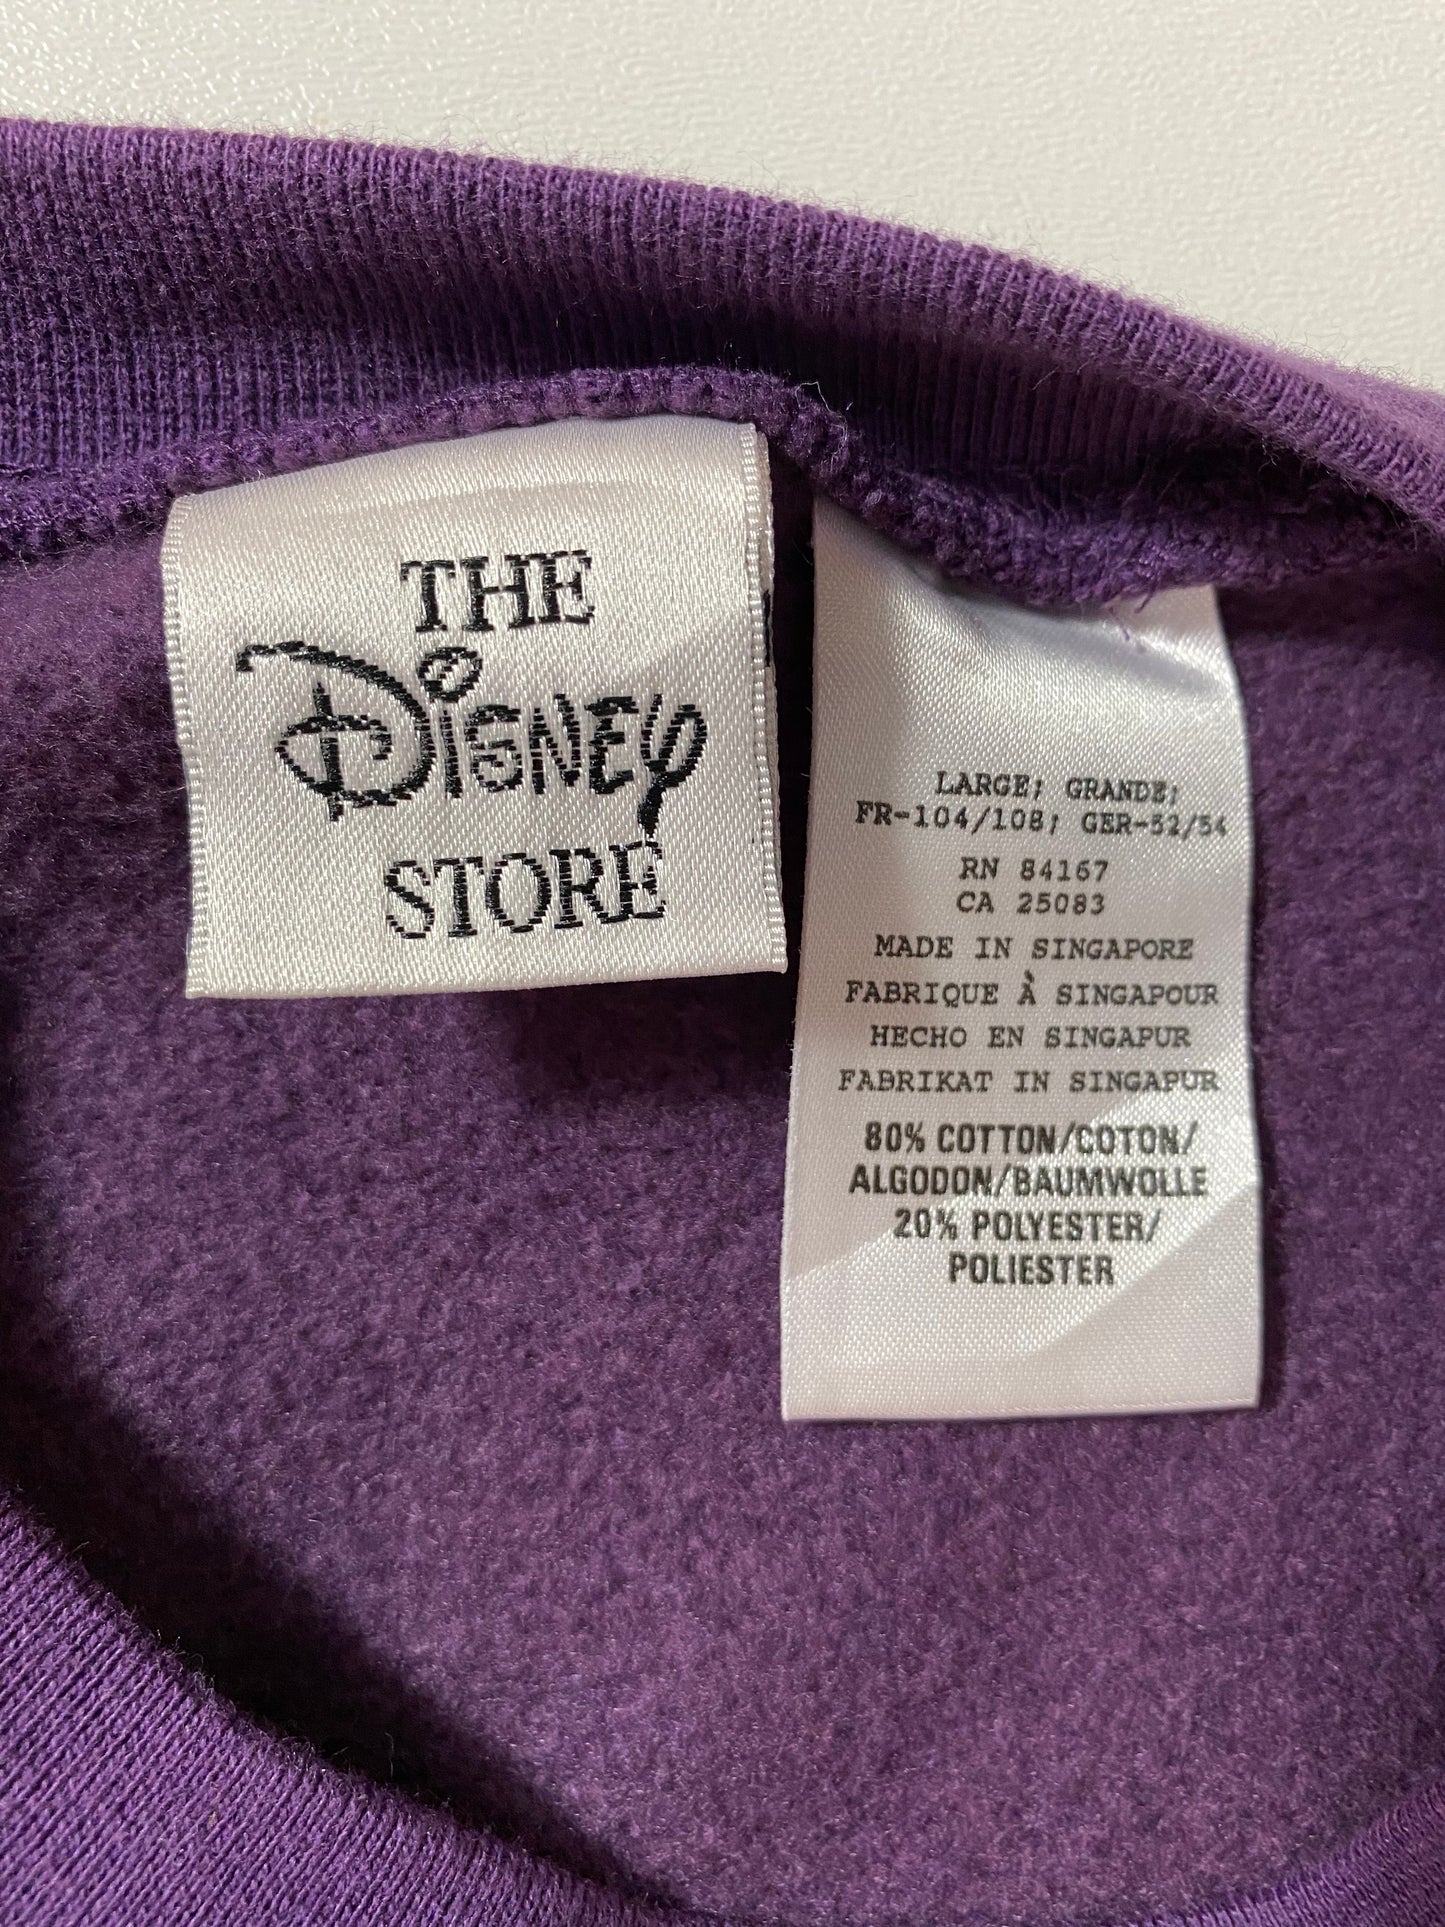 THE
Disney
STORE
LARGE; GRANDE;
FR-104/108; GER-52/54
RN 84167
CA 25083
MADE IN SINGAPORE
FABRIQUE À SINGAPOUR
HECHO EN SINGAPUR
FABRIKAT IN SINGAPUR
80% COTTON/COTON/
ALGODON/BAUMWOLLE
20% POLYESTER/
POLIESTER